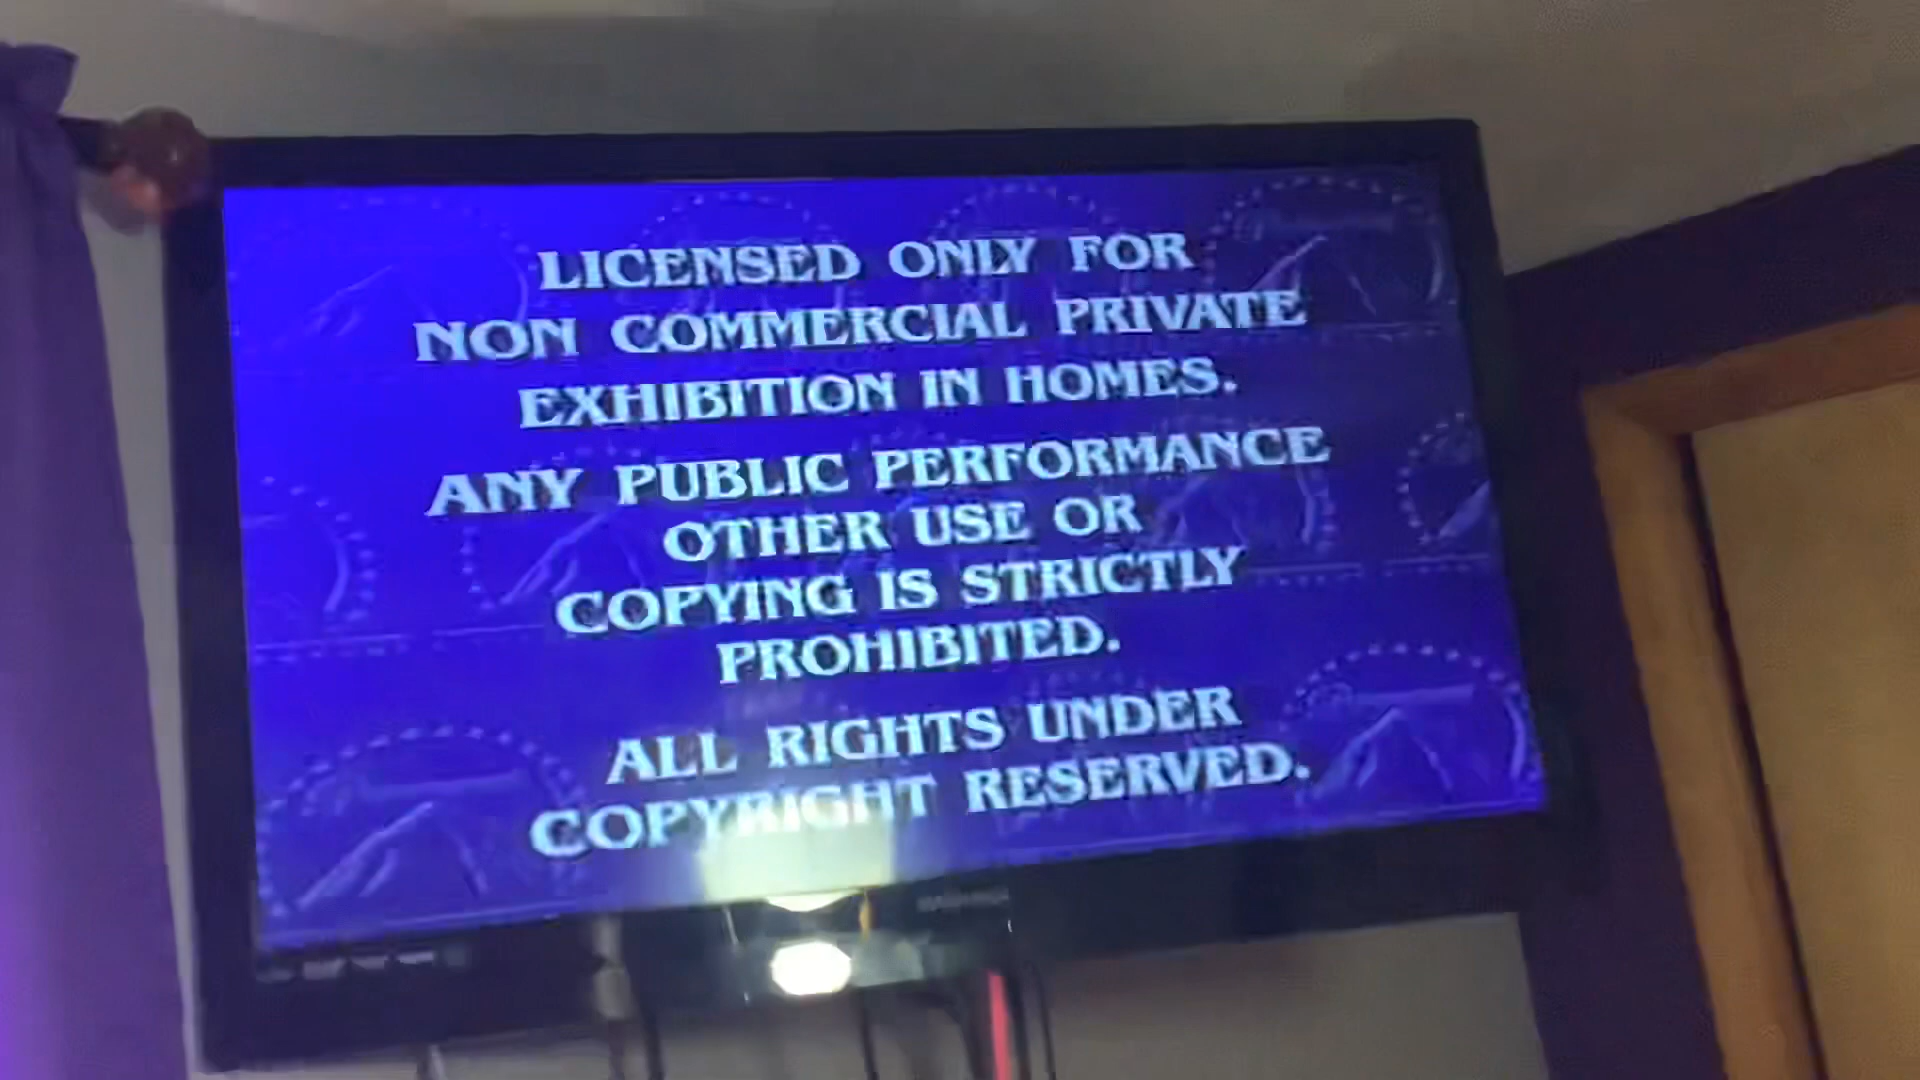 LICENSED ONLY FOR
NON COMMERCIAL PRIVATE
EXHIBITION IN HOMES.
ANY PUBLIC PERFORMANCE
OTHER USE OR
COPYING IS STRICTLY
PROHIBITED.
ALL RIGHTS UNDER
COPYRIGHT RESERVED.